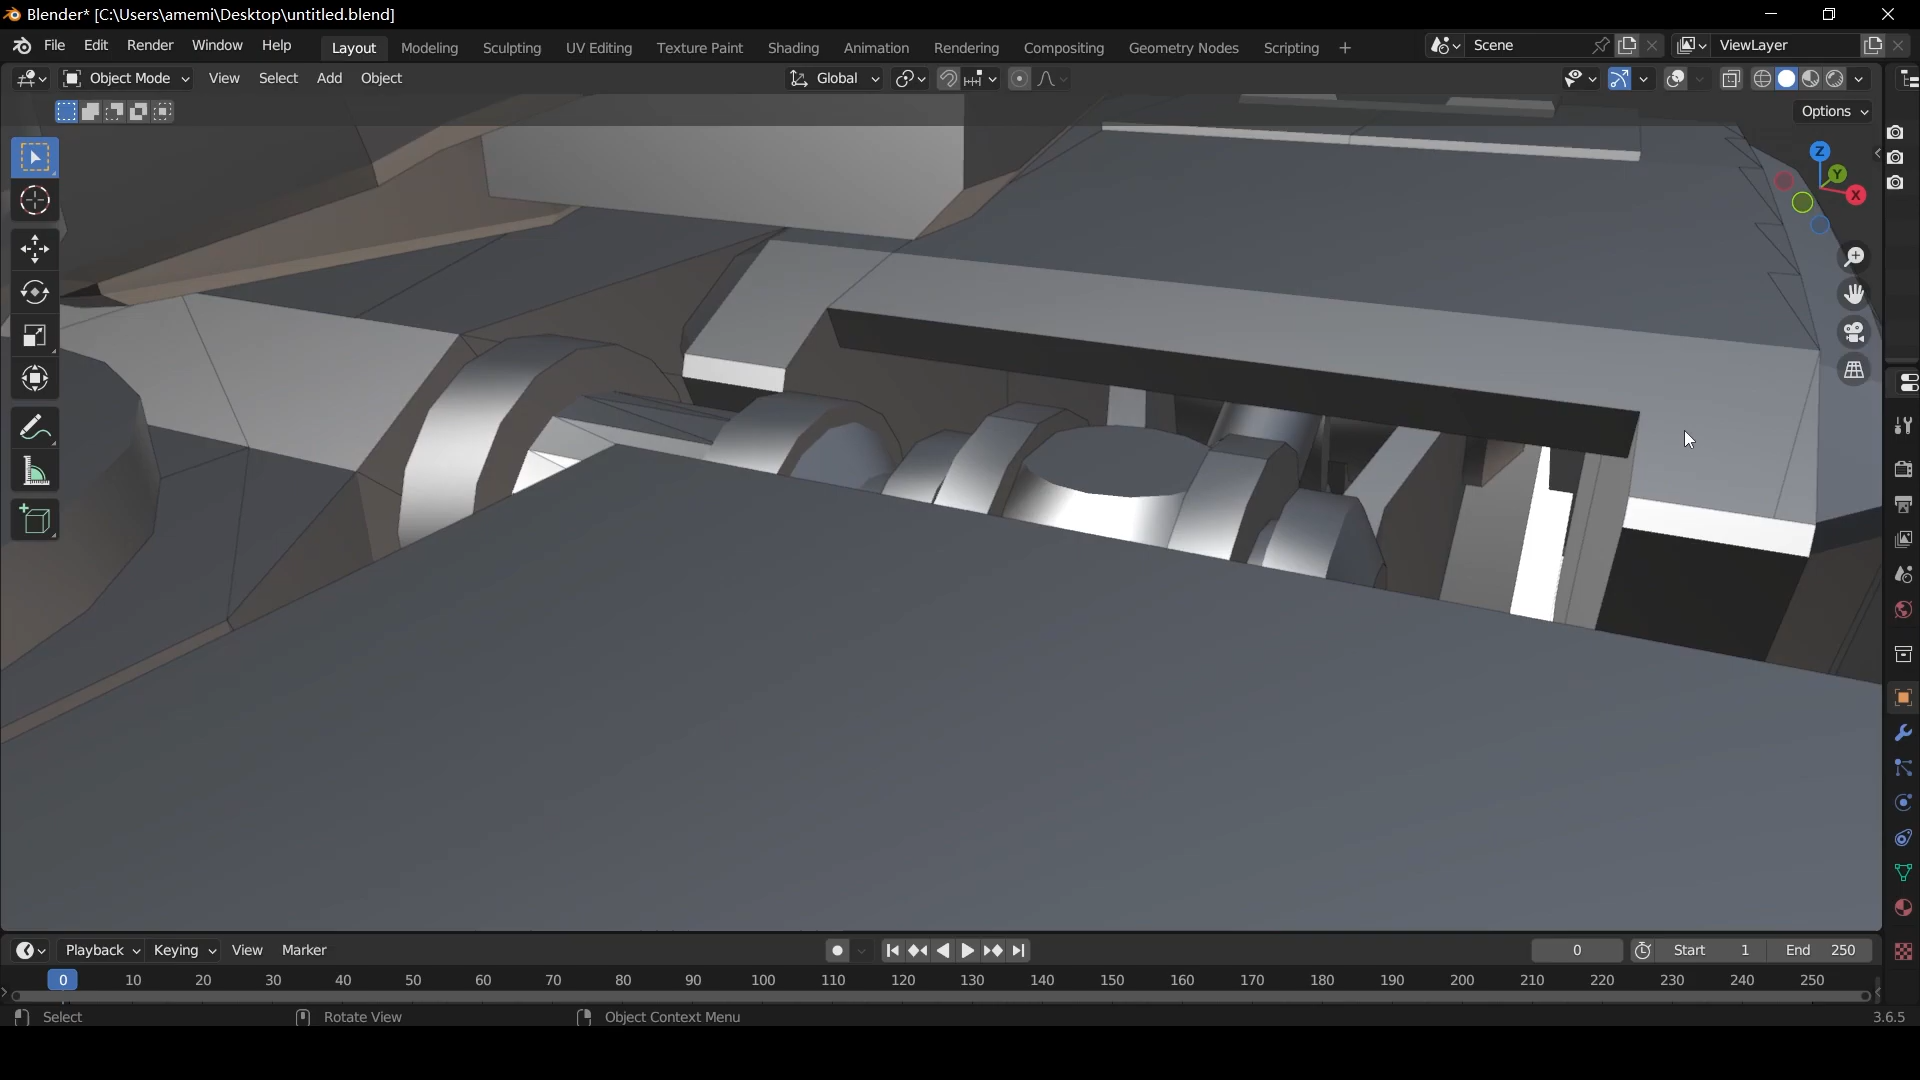 Blender* [C:\Users\amemi\Desktop\untitled.blend]
File Edit Render Window Help Layout Modeling Sculpting UV Editing Texture Paint Shading Animation Rendering Compositing Geometry Nodes Scripting + Scene ViewLayer
Object Mode View Select Add Object Global
Options
Z
Y
X
Playback Keying View Marker 0 Start 1 End 250
0 10 20 30 40 50 60 70 80 90 100 110 120 130 140 150 160 170 180 190 200 210 220 230 240 250
Select Rotate View Object Context Menu 3.6.5